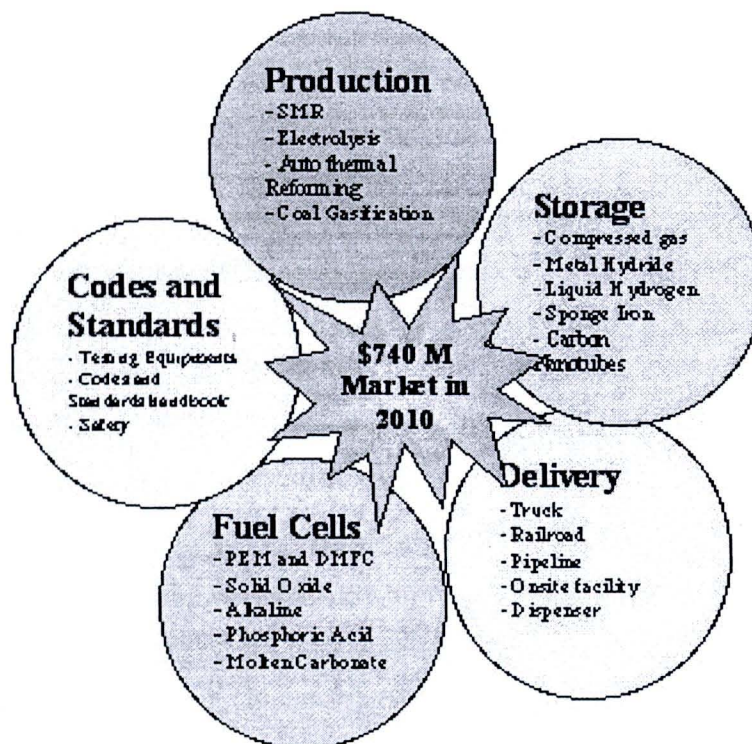 Production
- SMR
- Electrolysis
- Auto thermal
Reforming
- Coal Gasification
Storage
- Compressed gas
- Metal Hydride
- Liquid Hydrogen
- Sponge Iron
- Carbon
Nanotubes
Codes and
Standards
- Testing Equipments
- Codes and
Standards handbook
- Safety
$740 M
Market in
2010
Delivery
- Truck
- Railroad
- Pipeline
- Onsite facility
- Dispenser
Fuel Cells
- PEM and DMFC
- Solid Oxide
- Alkaline
- Phosphoric Acid
- Molten Carbonate